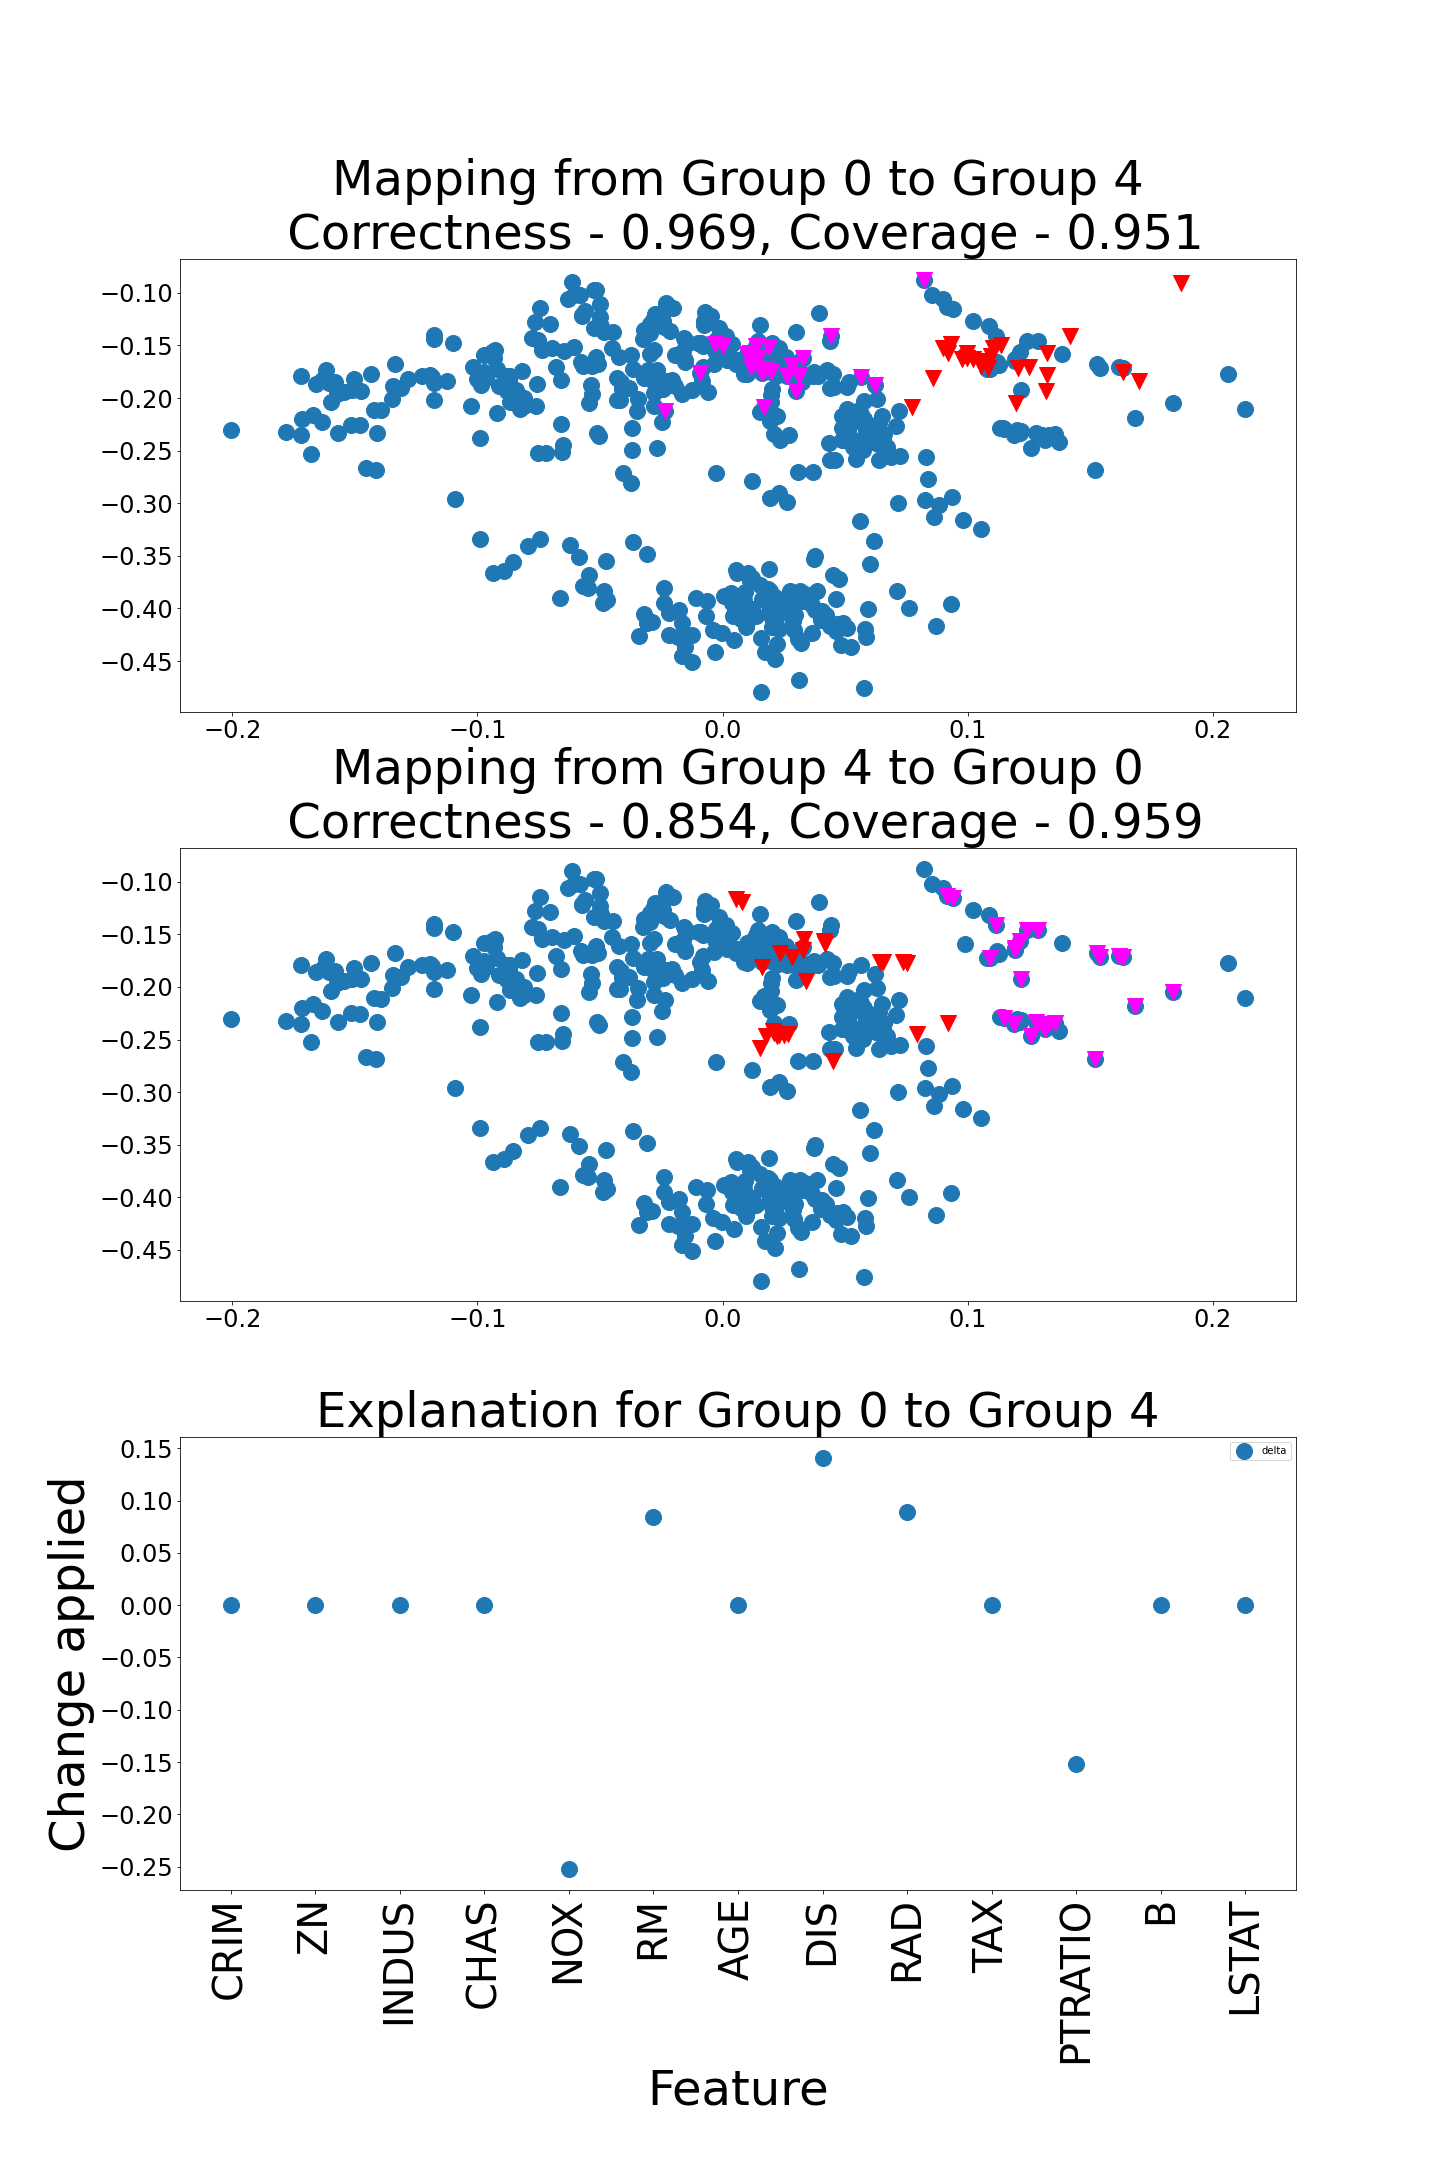 Mapping from Group 0 to Group 4
Correctness - 0.969, Coverage - 0.951
−0.10
−0.15
−0.20
−0.25
−0.30
−0.35
−0.40
−0.45
−0.2 −0.1 0.0 0.1 0.2
Mapping from Group 4 to Group 0
Correctness - 0.854, Coverage - 0.959
−0.10
−0.15
−0.20
−0.25
−0.30
−0.35
−0.40
−0.45
−0.2 −0.1 0.0 0.1 0.2
Explanation for Group 0 to Group 4
Change applied
0.15
0.10
0.05
0.00
−0.05
−0.10
−0.15
−0.20
−0.25
delta
CRIM
ZN
INDUS
CHAS
NOX
RM
AGE
DIS
RAD
TAX
PTRATIO
B
LSTAT
Feature